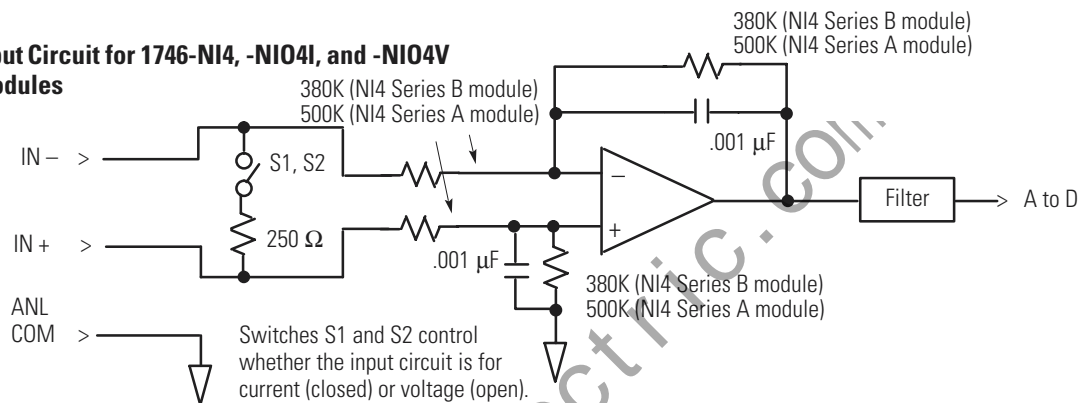 put Circuit for 1746-NI4, -NIO4I, and -NIO4V
odules
380K (NI4 Series B module)
500K (NI4 Series A module)
380K (NI4 Series B module)
500K (NI4 Series A module)
.001 µF
IN –
S1, S2
–
Filter
A to D
IN +
250 Ω
+
.001 µF
380K (NI4 Series B module)
500K (NI4 Series A module)
ANL
COM
Switches S1 and S2 control
whether the input circuit is for
current (closed) or voltage (open).
ectric.com